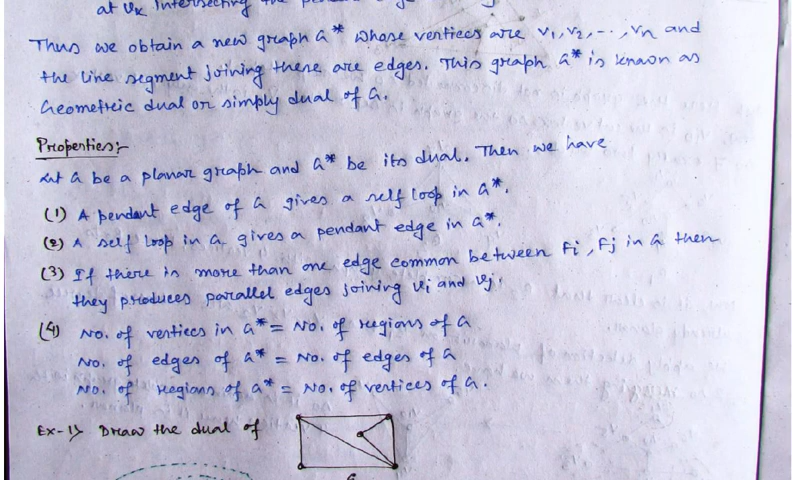 at vk intersecting the
Thus we obtain a new graph G* whose vertices are v1, v2, --, vn and
the line segment joining these are edges. This graph G* is known as
Geometric dual or simply dual of G.
Properties:-
Let G be a planar graph and G* be its dual. Then we have
(1) A pendant edge of G gives a self loop in G*.
(2) A self loop in G gives a pendant edge in G*.
(3) If there is more than one edge common between Fi, Fj in G then
they produces parallel edges joining vi and vj.
(4) No. of vertices in G* = No. of regions of G
No. of edges of G* = No. of edges of G
No. of regions of G* = No. of vertices of G.
Ex-1> Draw the dual of
G